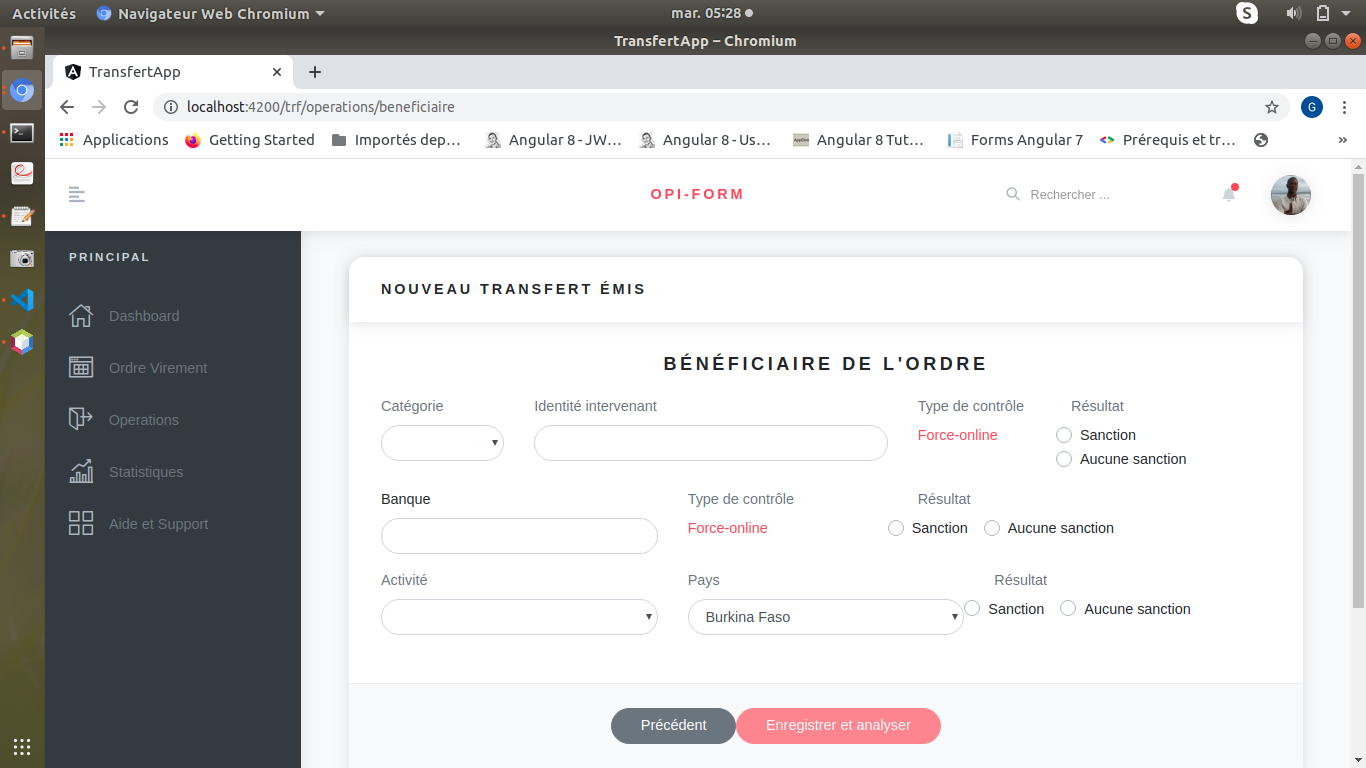 Activités Navigateur Web Chromium mar. 05:28
TransfertApp – Chromium
TransfertApp
localhost:4200/trf/operations/beneficiaire G
Applications Getting Started Importés dep… Angular 8 - JW… Angular 8 - Us… Angular 8 Tut… Forms Angular 7 Prérequis et tr… »
OPI-FORM Rechercher ...
PRINCIPAL
Dashboard
Ordre Virement
Operations
Statistiques
Aide et Support
NOUVEAU TRANSFERT ÉMIS
BÉNÉFICIAIRE DE L'ORDRE
Catégorie Identité intervenant Type de contrôle Résultat
Force-online Sanction
Aucune sanction
Banque Type de contrôle Résultat
Force-online Sanction Aucune sanction
Activité Pays Résultat
Burkina Faso Sanction Aucune sanction
Précédent Enregistrer et analyser